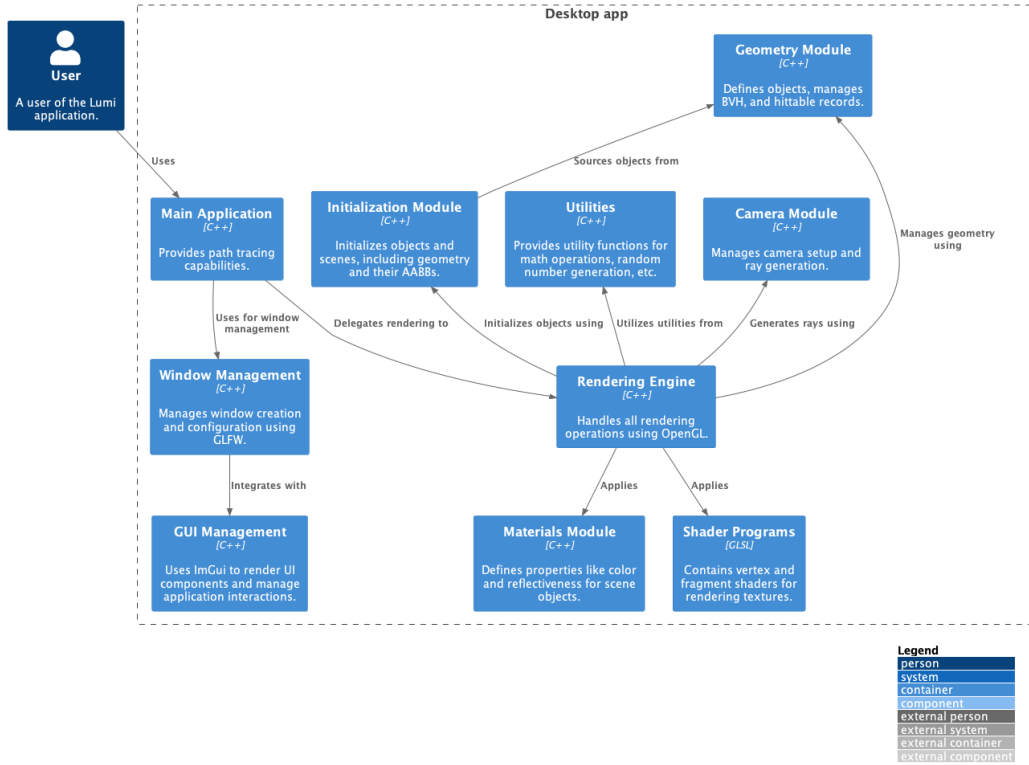 Desktop app
User
A user of the Lumi
application.
Geometry Module
[C++]
Defines objects, manages
BVH, and hittable records.
Uses
Sources objects from
Main Application
[C++]
Provides path tracing
capabilities.
Initialization Module
[C++]
Initializes objects and
scenes, including geometry
and their AABBs.
Utilities
[C++]
Provides utility functions for
math operations, random
number generation, etc.
Camera Module
[C++]
Manages camera setup and
ray generation.
Manages geometry
using
Uses for window
management
Delegates rendering to
Initializes objects using
Utilizes utilities from
Generates rays using
Window Management
[C++]
Manages window creation
and configuration using
GLFW.
Rendering Engine
[C++]
Handles all rendering
operations using OpenGL.
Integrates with
Applies
Applies
GUI Management
[C++]
Uses ImGui to render UI
components and manage
application interactions.
Materials Module
[C++]
Defines properties like color
and reflectiveness for scene
objects.
Shader Programs
[GLSL]
Contains vertex and
fragment shaders for
rendering textures.
Legend
person
system
container
component
external person
external system
external container
external component